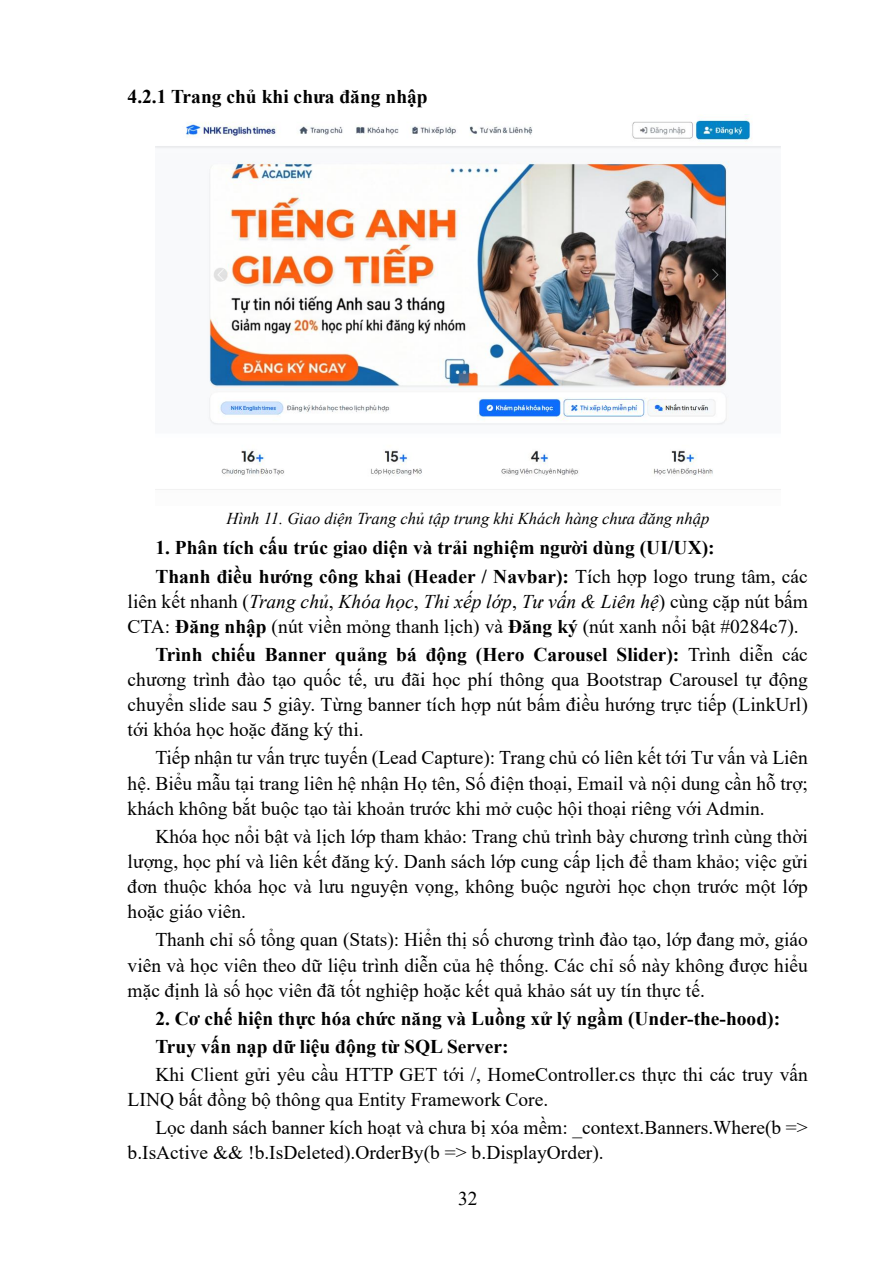 4.2.1 Trang chủ khi chưa đăng nhập
NHK English times Trang chủ Khóa học Thi xếp lớp Tư vấn & Liên hệ Đăng nhập Đăng ký
ACADEMY
TIẾNG ANH
GIAO TIẾP
Tự tin nói tiếng Anh sau 3 tháng
Giảm ngay 20% học phí khi đăng ký nhóm
ĐĂNG KÝ NGAY
NHK English times Đăng ký khóa học theo lịch phù hợp Khám phá khóa học Thi xếp lớp miễn phí Nhắn tin tư vấn
16+ 15+ 4+ 15+
Chương Trình Đào Tạo Lớp Học Đang Mở Giảng Viên Chuyên Nghiệp Học Viên Đồng Hành
Hình 11. Giao diện Trang chủ tập trung khi Khách hàng chưa đăng nhập
1. Phân tích cấu trúc giao diện và trải nghiệm người dùng (UI/UX):
Thanh điều hướng công khai (Header / Navbar): Tích hợp logo trung tâm, các
liên kết nhanh (Trang chủ, Khóa học, Thi xếp lớp, Tư vấn & Liên hệ) cùng cặp nút bấm
CTA: Đăng nhập (nút viền mỏng thanh lịch) và Đăng ký (nút xanh nổi bật #0284c7).
Trình chiếu Banner quảng bá động (Hero Carousel Slider): Trình diễn các
chương trình đào tạo quốc tế, ưu đãi học phí thông qua Bootstrap Carousel tự động
chuyển slide sau 5 giây. Từng banner tích hợp nút bấm điều hướng trực tiếp (LinkUrl)
tới khóa học hoặc đăng ký thi.
Tiếp nhận tư vấn trực tuyến (Lead Capture): Trang chủ có liên kết tới Tư vấn và Liên
hệ. Biểu mẫu tại trang liên hệ nhận Họ tên, Số điện thoại, Email và nội dung cần hỗ trợ;
khách không bắt buộc tạo tài khoản trước khi mở cuộc hội thoại riêng với Admin.
Khóa học nổi bật và lịch lớp tham khảo: Trang chủ trình bày chương trình cùng thời
lượng, học phí và liên kết đăng ký. Danh sách lớp cung cấp lịch để tham khảo; việc gửi
đơn thuộc khóa học và lưu nguyện vọng, không buộc người học chọn trước một lớp
hoặc giáo viên.
Thanh chỉ số tổng quan (Stats): Hiển thị số chương trình đào tạo, lớp đang mở, giáo
viên và học viên theo dữ liệu trình diễn của hệ thống. Các chỉ số này không được hiểu
mặc định là số học viên đã tốt nghiệp hoặc kết quả khảo sát uy tín thực tế.
2. Cơ chế hiện thực hóa chức năng và Luồng xử lý ngầm (Under-the-hood):
Truy vấn nạp dữ liệu động từ SQL Server:
Khi Client gửi yêu cầu HTTP GET tới /, HomeController.cs thực thi các truy vấn
LINQ bất đồng bộ thông qua Entity Framework Core.
Lọc danh sách banner kích hoạt và chưa bị xóa mềm: _context.Banners.Where(b =>
b.IsActive && !b.IsDeleted).OrderBy(b => b.DisplayOrder).
32